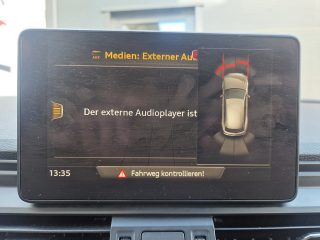 Medien: Externer Au
Der externe Audioplayer ist
13:35
Fahrweg kontrollieren!